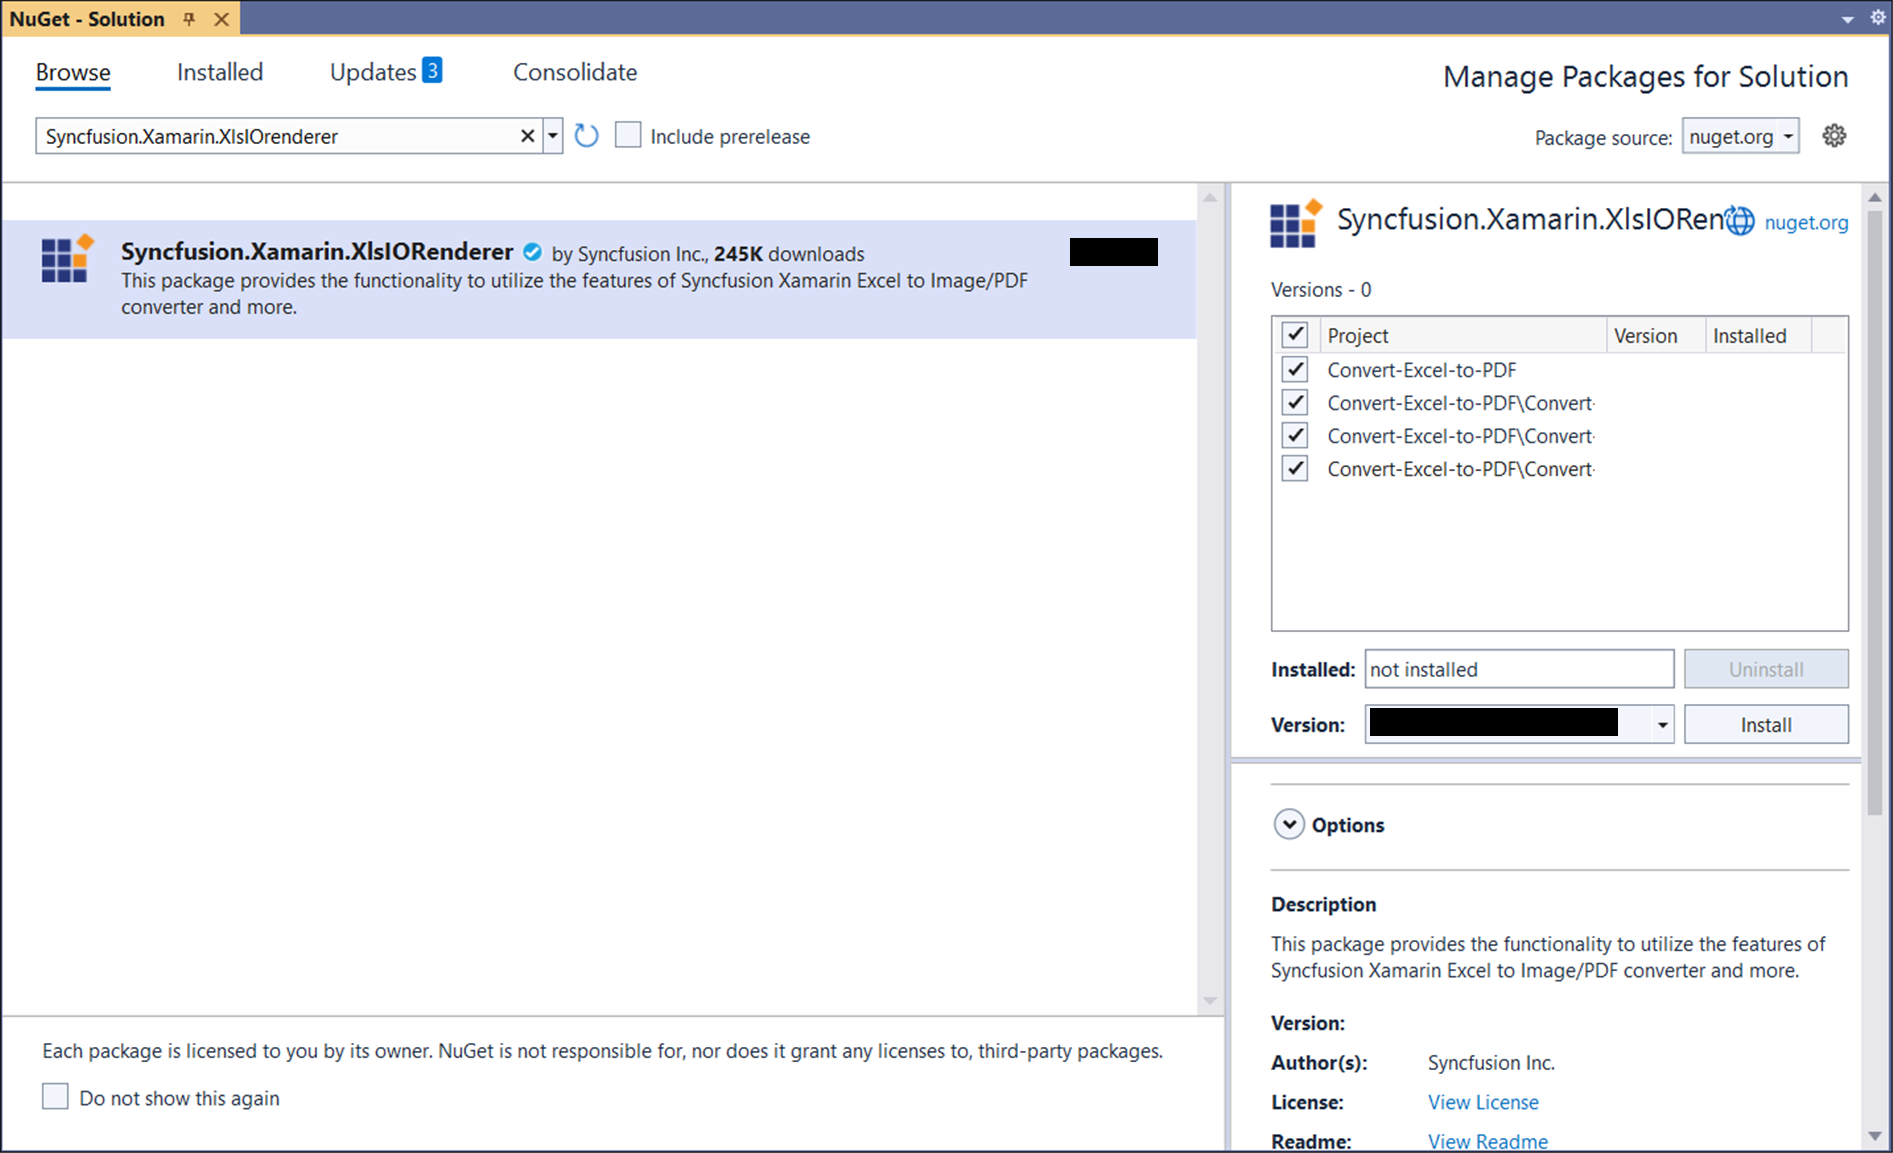 NuGet - Solution
Browse
Installed
Updates 3
Consolidate
Manage Packages for Solution
Syncfusion.Xamarin.XlsIOrenderer
Include prerelease
Package source: nuget.org
Syncfusion.Xamarin.XlsIORenderer by Syncfusion Inc., 245K downloads
This package provides the functionality to utilize the features of Syncfusion Xamarin Excel to Image/PDF
converter and more.
Syncfusion.Xamarin.XlsIORen nuget.org
Versions - 0
Project Version Installed
Convert-Excel-to-PDF
Convert-Excel-to-PDF\Convert-
Convert-Excel-to-PDF\Convert-
Convert-Excel-to-PDF\Convert-
Installed: not installed Uninstall
Version: Install
Options
Description
This package provides the functionality to utilize the features of
Syncfusion Xamarin Excel to Image/PDF converter and more.
Version:
Author(s): Syncfusion Inc.
License: View License
Readme: View Readme
Each package is licensed to you by its owner. NuGet is not responsible for, nor does it grant any licenses to, third-party packages.
Do not show this again